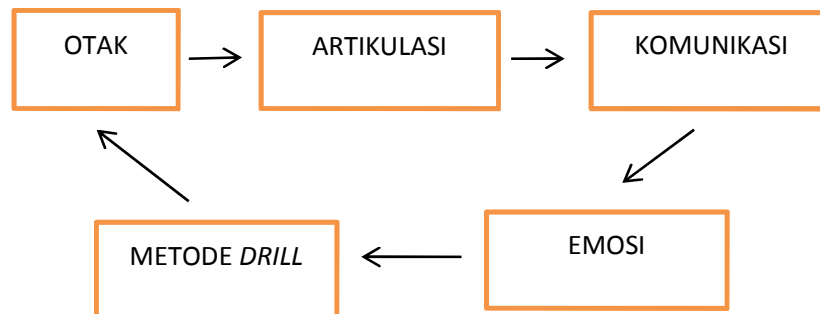 OTAK
ARTIKULASI
KOMUNIKASI
METODE DRILL
EMOSI